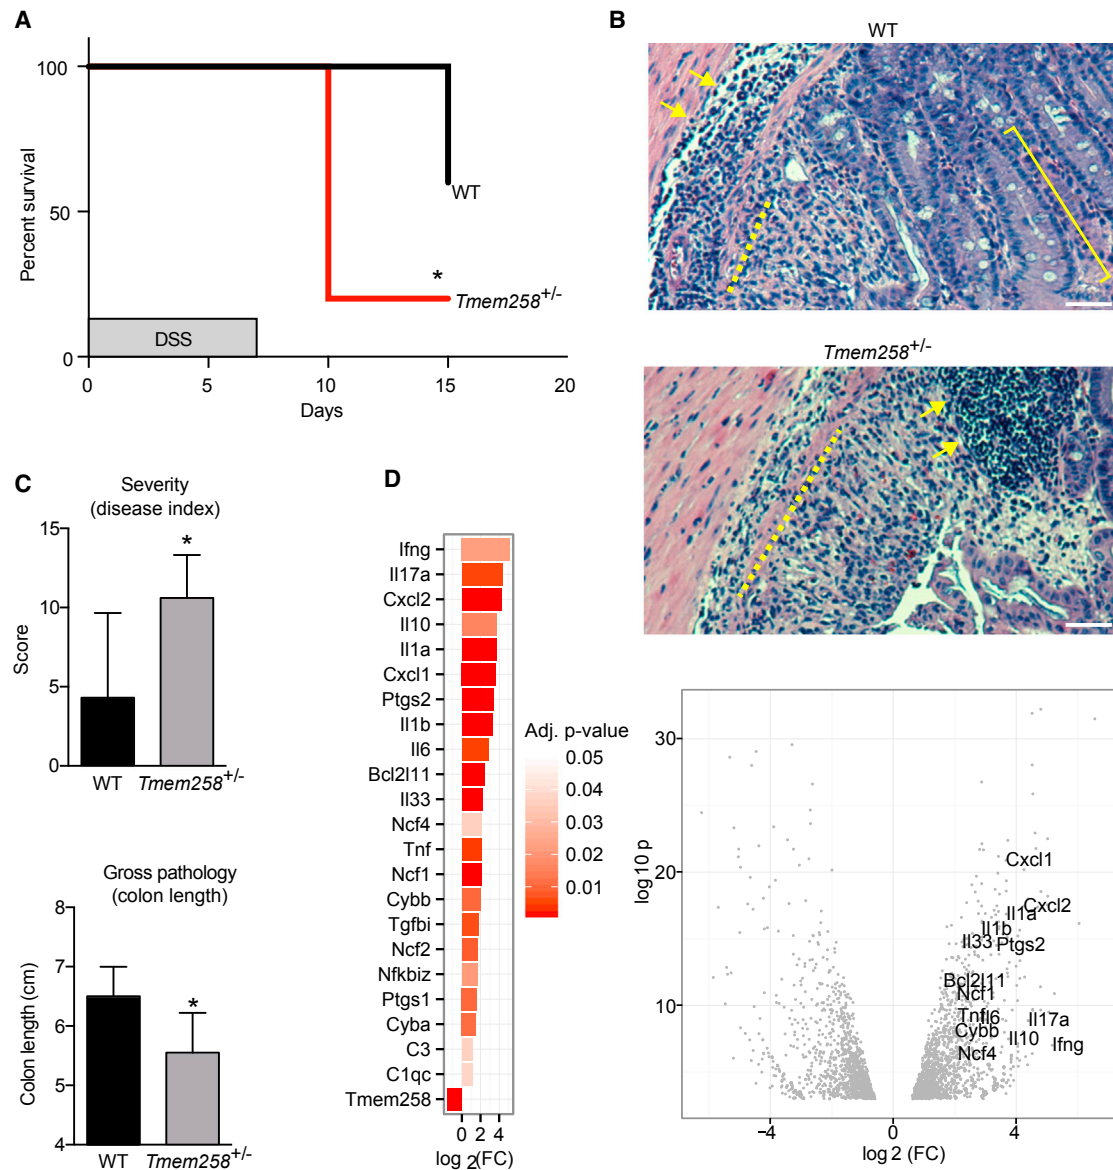 A
Percent survival
100
50
0
WT
*
Tmem258+/-
DSS
0
5
10
15
20
Days
B
WT
Tmem258+/-
C
Severity
(disease index)
Score
15
10
5
0
*
WT
Tmem258+/-
Gross pathology
(colon length)
Colon length (cm)
8
7
6
5
4
*
WT
Tmem258+/-
D
Ifng
Il17a
Cxcl2
Il10
Il1a
Cxcl1
Ptgs2
Il1b
Il6
Bcl2l11
Il33
Ncf4
Tnf
Ncf1
Cybb
Tgfbi
Ncf2
Nfkbiz
Ptgs1
Cyba
C3
C1qc
Tmem258
0 2 4
log 2 (FC)
Adj. p-value
0.05
0.04
0.03
0.02
0.01
log10 p
30
20
10
Cxcl1
Cxcl2
Il1a
Il1b
Il33
Ptgs2
Bcl2l11
Ncf1
Tnf
Il6
Il17a
Cybb
Il10
Ifng
Ncf4
−4
0
4
log 2 (FC)